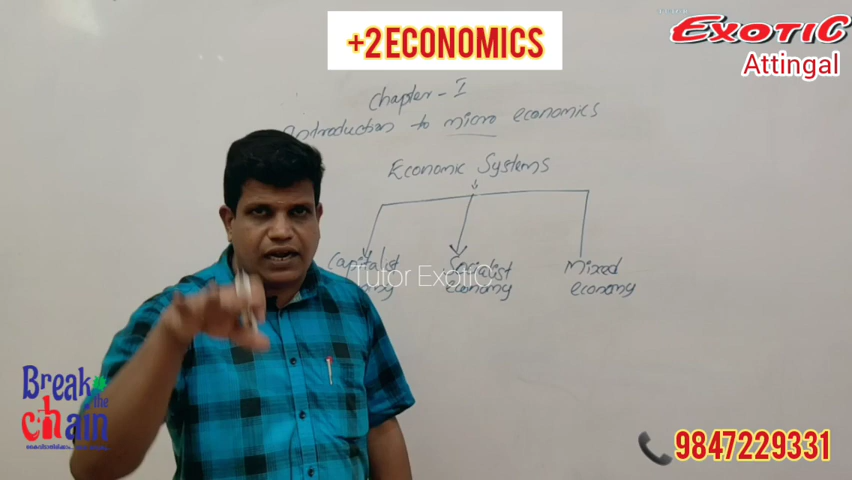 +2 ECONOMICS
EXOTIC
Attingal
Chapter - I
Introduction to micro economics
Economic Systems
Capitalist
Socialist
economy
Mixed
economy
Tutor ExotiC
Break
the
chain
9847229331